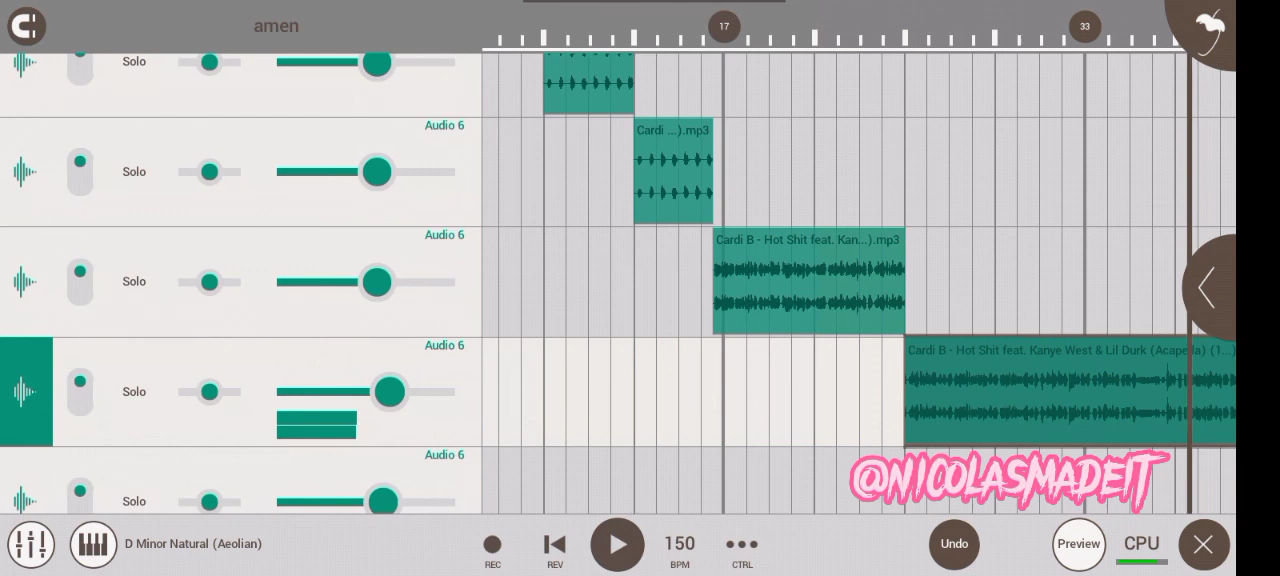 amen
17
33
Solo
Audio 6
Cardi ...).mp3
Solo
Audio 6
Cardi B - Hot Shit feat. Kan...).mp3
Solo
Audio 6
Cardi B - Hot Shit feat. Kanye West & Lil Durk (Acapella) (1...)
Solo
Audio 6
Solo
@NICOLASMADEIT
D Minor Natural (Aeolian)
150
Undo
Preview
CPU
REC
REV
BPM
CTRL